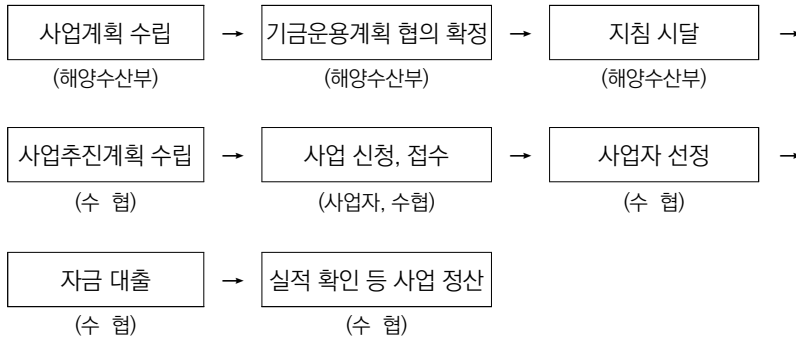 사업계획 수립 → 기금운용계획 협의 확정 → 지침 시달 →
(해양수산부) (해양수산부) (해양수산부)
사업추진계획 수립 → 사업 신청, 접수 → 사업자 선정 →
(수 협) (사업자, 수협) (수 협)
자금 대출 → 실적 확인 등 사업 정산
(수 협) (수 협)